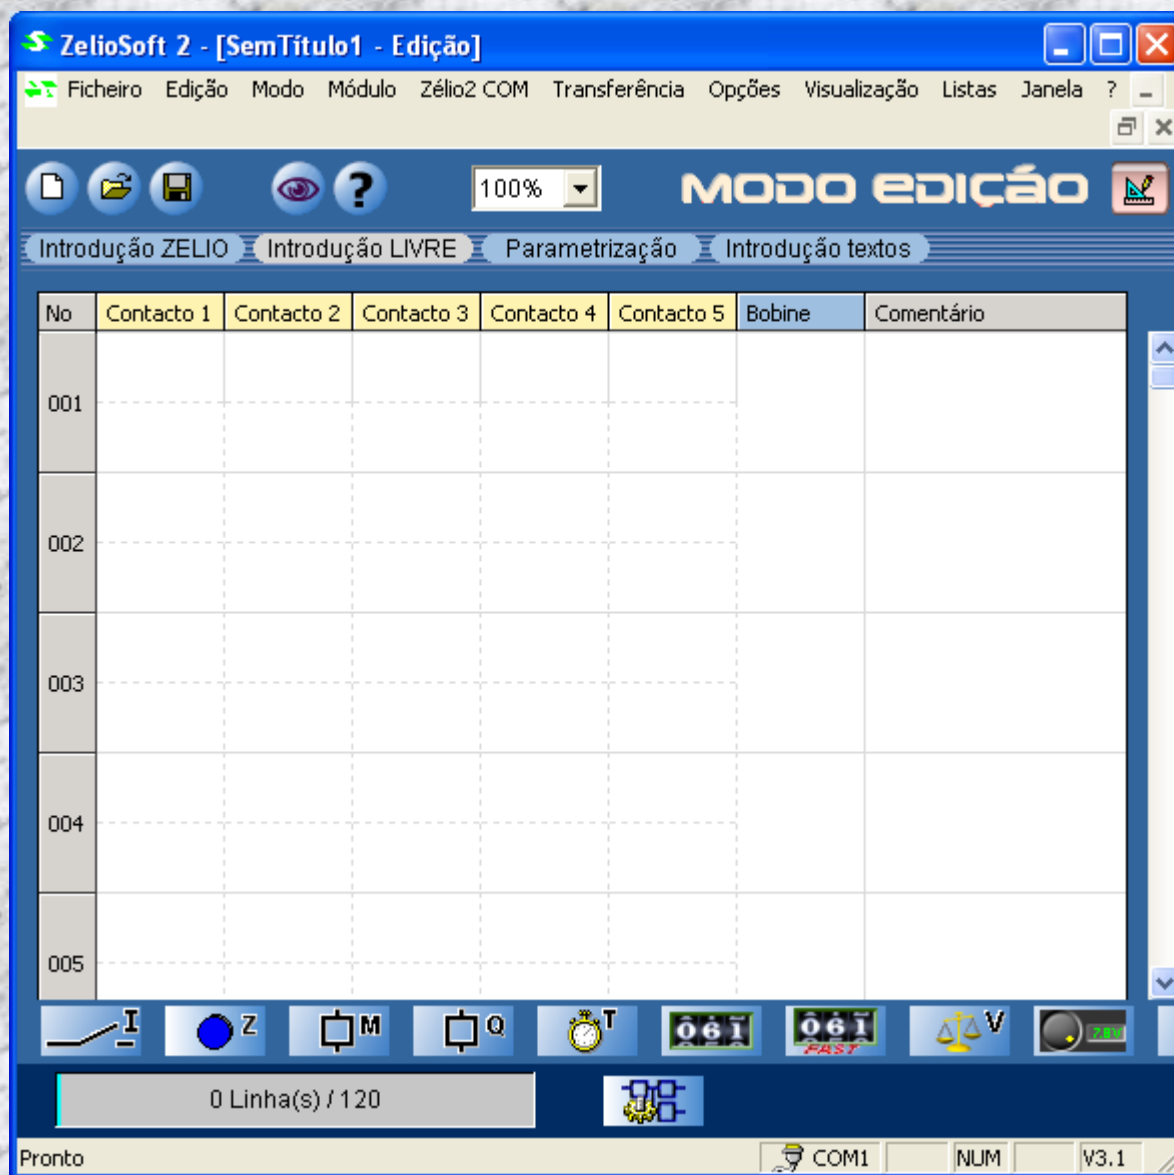 ZelioSoft 2 - [SemTítulo1 - Edição]
Ficheiro Edição Modo Módulo Zélio2 COM Transferência Opções Visualização Listas Janela ?
100% MODO EDIÇÃO
Introdução ZELIO Introdução LIVRE Parametrização Introdução textos
No Contacto 1 Contacto 2 Contacto 3 Contacto 4 Contacto 5 Bobine Comentário
001
002
003
004
005
I Z M Q T 061 061 FAST V 7.8V
0 Linha(s) / 120
Pronto COM1 NUM V3.1